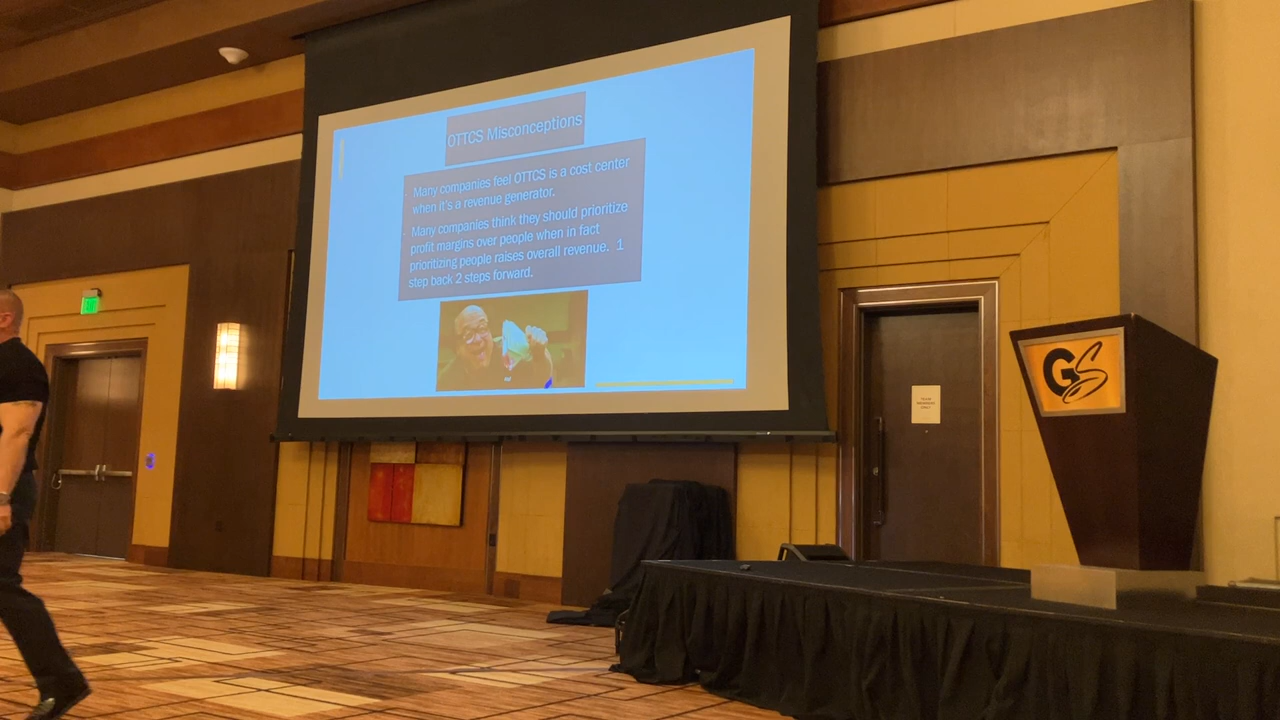 OTTCS Misconceptions
Many companies feel OTTCS is a cost center
when it's a revenue generator.
Many companies think they should prioritize
profit margins over people when in fact
prioritizing people raises overall revenue. 1
step back 2 steps forward.
EXIT
GS
ONLY